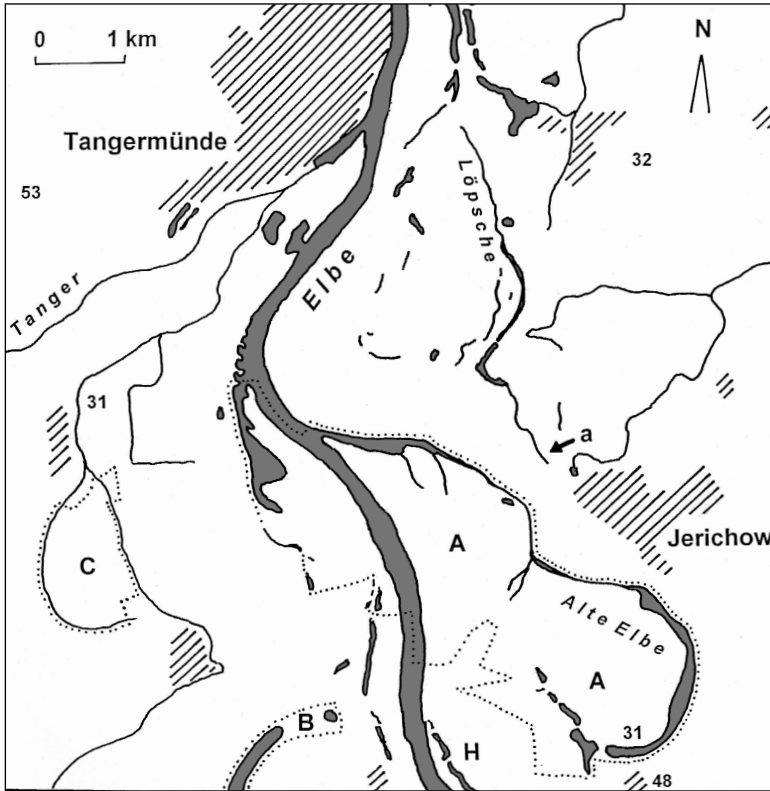 0 1 km
N
Tangermünde
32
53
Löpsche
Elbe
Tanger
31
a
Jerichow
A
C
Alte Elbe
A
B
31
H
48